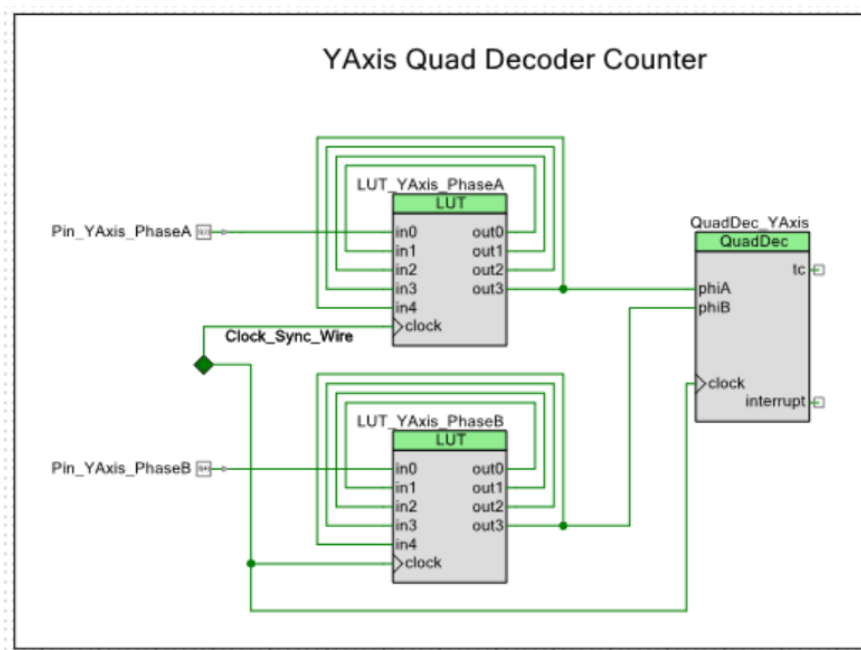 YAxis Quad Decoder Counter
LUT_YAxis_PhaseA
LUT
Pin_YAxis_PhaseA
in0 out0
in1 out1
in2 out2
in3 out3
in4
clock
Clock_Sync_Wire
QuadDec_YAxis
QuadDec
tc
phiA
phiB
clock
interrupt
LUT_YAxis_PhaseB
LUT
Pin_YAxis_PhaseB
in0 out0
in1 out1
in2 out2
in3 out3
in4
clock